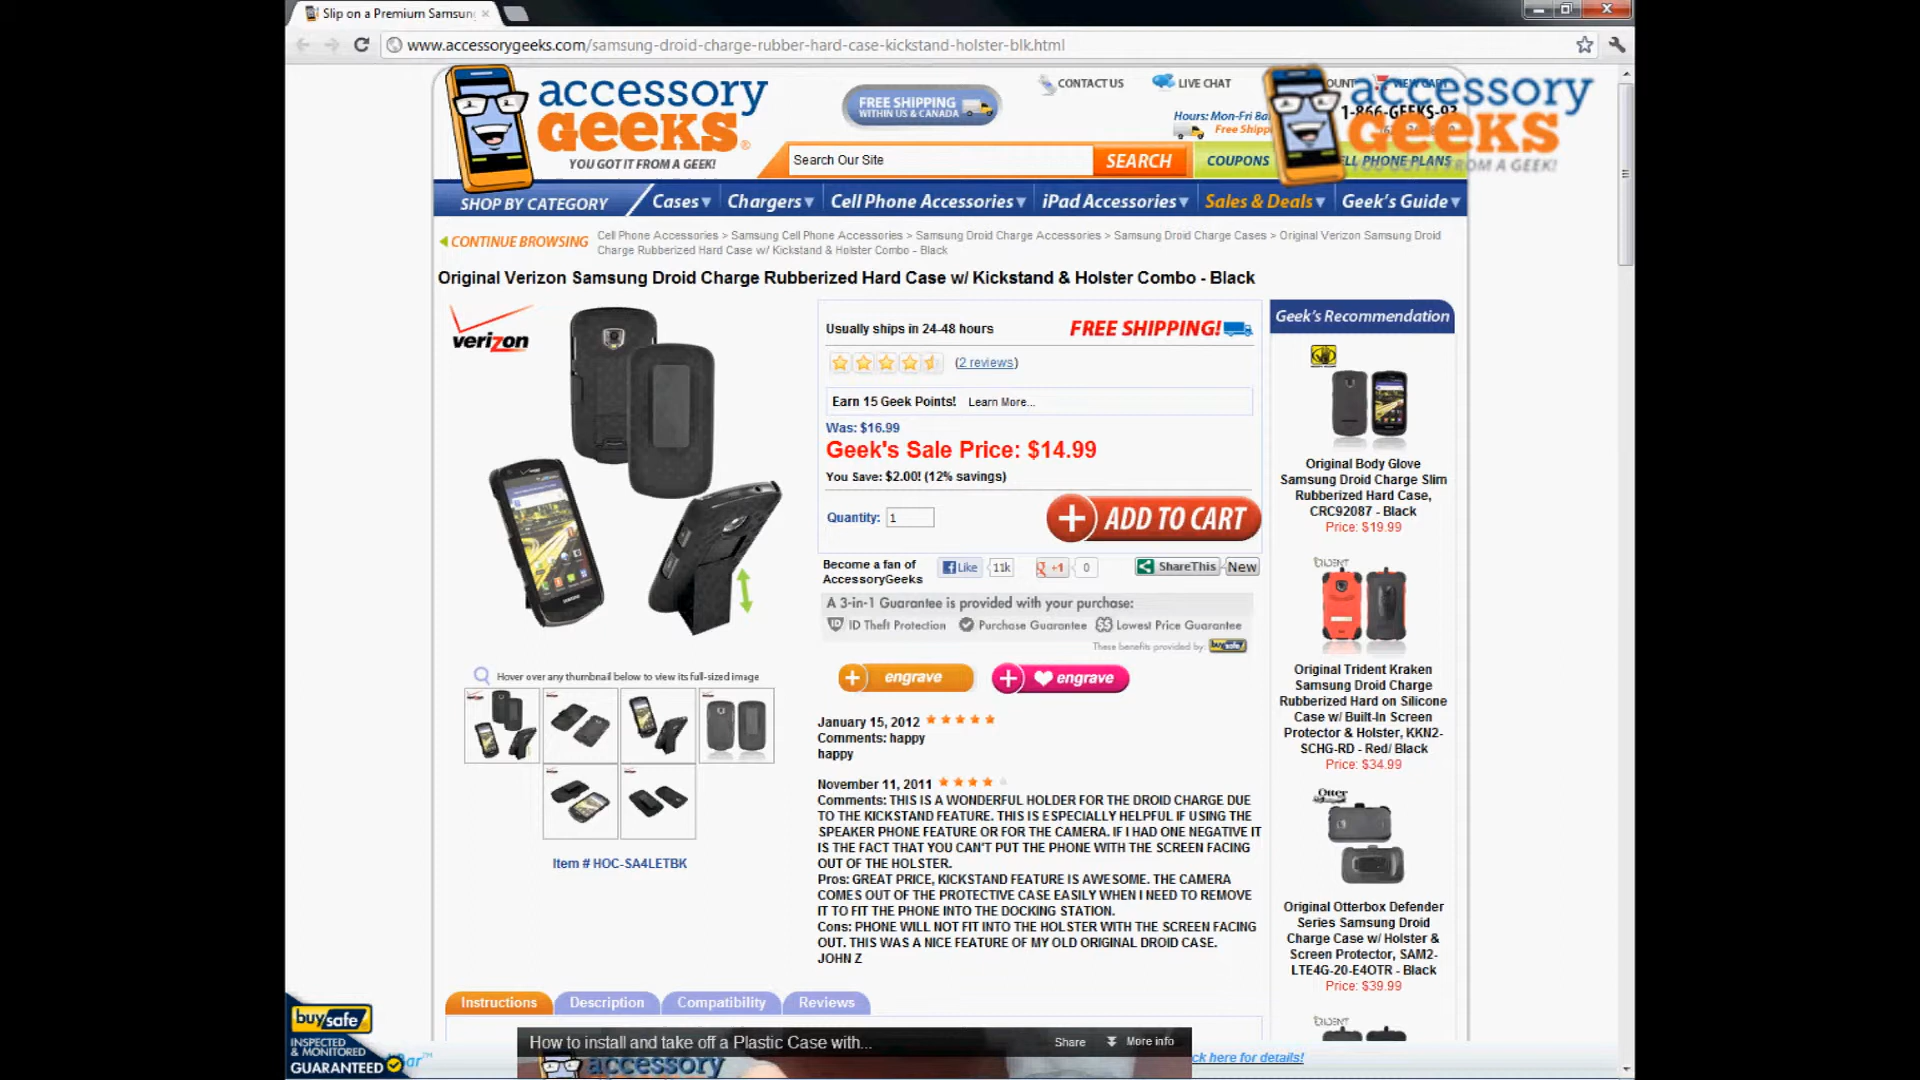 Slip on a Premium Samsung
www.accessorygeeks.com/samsung-droid-charge-rubber-hard-case-kickstand-holster-blk.html
accessory
GEEKS®
YOU GOT IT FROM A GEEK!
FREE SHIPPING
WITHIN US & CANADA
CONTACT US
LIVE CHAT
VIEW CART
Hours: Mon-Fri
1-866-GEEKS-93
Free Shipp
accessory
GEEKS
YOU GOT IT FROM A GEEK!
Search Our Site
SEARCH
COUPONS
CELL PHONE PLANS
SHOP BY CATEGORY
Cases
Chargers
Cell Phone Accessories
iPad Accessories
Sales & Deals
Geek's Guide
CONTINUE BROWSING
Cell Phone Accessories > Samsung Cell Phone Accessories > Samsung Droid Charge Accessories > Samsung Droid Charge Cases > Original Verizon Samsung Droid
Charge Rubberized Hard Case w/ Kickstand & Holster Combo - Black
Original Verizon Samsung Droid Charge Rubberized Hard Case w/ Kickstand & Holster Combo - Black
verizon
Hover over any thumbnail below to view its full-sized image
Item # HOC-SA4LETBK
Usually ships in 24-48 hours
FREE SHIPPING!
(2 reviews)
Earn 15 Geek Points! Learn More...
Was: $16.99
Geek's Sale Price: $14.99
You Save: $2.00! (12% savings)
Quantity: 1
+ ADD TO CART
Become a fan of
AccessoryGeeks
Like 11k
+1 0
ShareThis New
A 3-in-1 Guarantee is provided with your purchase:
ID Theft Protection Purchase Guarantee Lowest Price Guarantee
These benefits provided by: buySafe
+ engrave
+ engrave
January 15, 2012
Comments: happy
happy
November 11, 2011
Comments: THIS IS A WONDERFUL HOLDER FOR THE DROID CHARGE DUE
TO THE KICKSTAND FEATURE. THIS IS ESPECIALLY HELPFUL IF USING THE
SPEAKER PHONE FEATURE OR FOR THE CAMERA. IF I HAD ONE NEGATIVE IT
IS THE FACT THAT YOU CAN'T PUT THE PHONE WITH THE SCREEN FACING
OUT OF THE HOLSTER.
Pros: GREAT PRICE, KICKSTAND FEATURE IS AWESOME. THE CAMERA
COMES OUT OF THE PROTECTIVE CASE EASILY WHEN I NEED TO REMOVE
IT TO FIT THE PHONE INTO THE DOCKING STATION.
Cons: PHONE WILL NOT FIT INTO THE HOLSTER WITH THE SCREEN FACING
OUT. THIS WAS A NICE FEATURE OF MY OLD ORIGINAL DROID CASE.
JOHN Z
Geek's Recommendation
Original Body Glove
Samsung Droid Charge Slim
Rubberized Hard Case,
CRC92087 - Black
Price: $19.99
TRIDENT
Original Trident Kraken
Samsung Droid Charge
Rubberized Hard on Silicone
Case w/ Built-In Screen
Protector & Holster, KKN2-
SCHG-RD - Red/ Black
Price: $34.99
Otter
Original Otterbox Defender
Series Samsung Droid
Charge Case w/ Holster &
Screen Protector, SAM2-
LTE4G-20-E4OTR - Black
Price: $39.99
TRIDENT
Instructions
Description
Compatibility
Reviews
How to install and take off a Plastic Case with...
Share
More info
accessory
ck here for details!
buySafe
INSPECTED
& MONITORED
GUARANTEED
Bar™